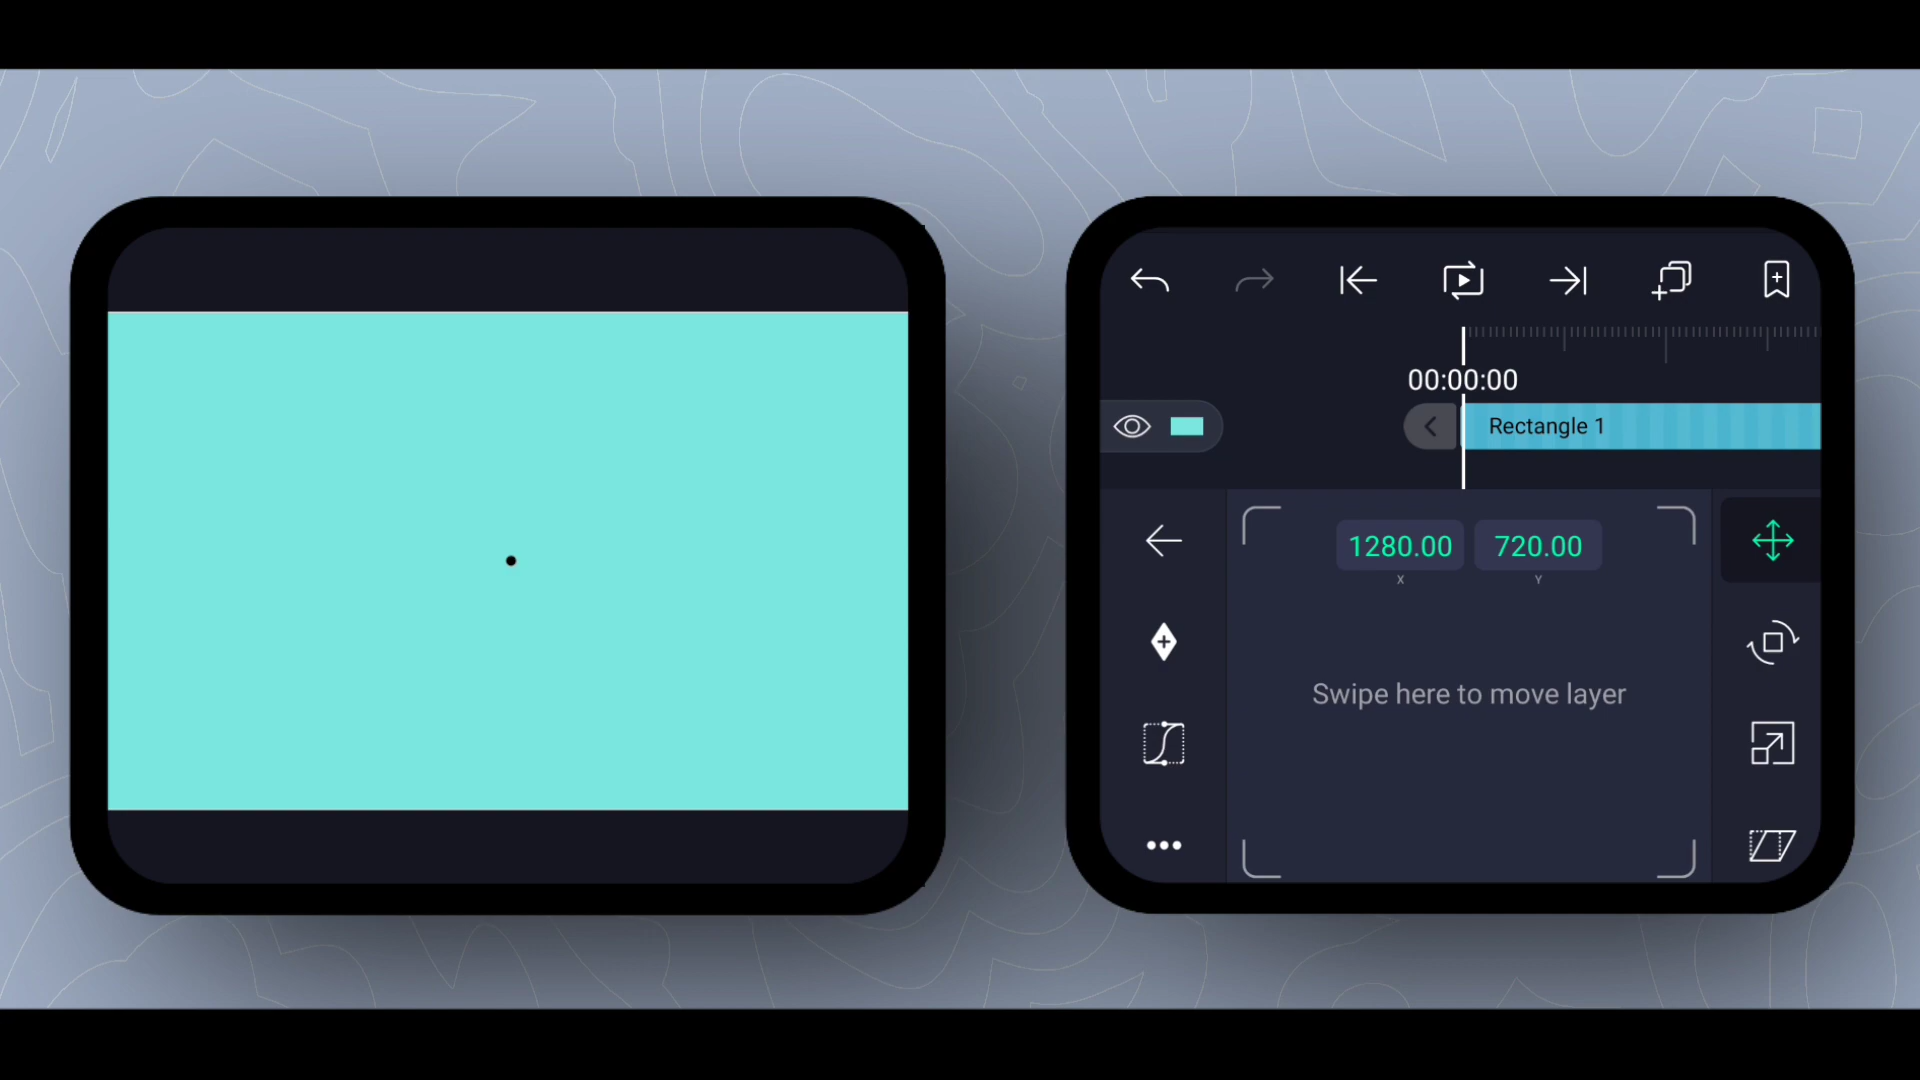 00:00:00
Rectangle 1
1280.00 720.00
X Y
Swipe here to move layer